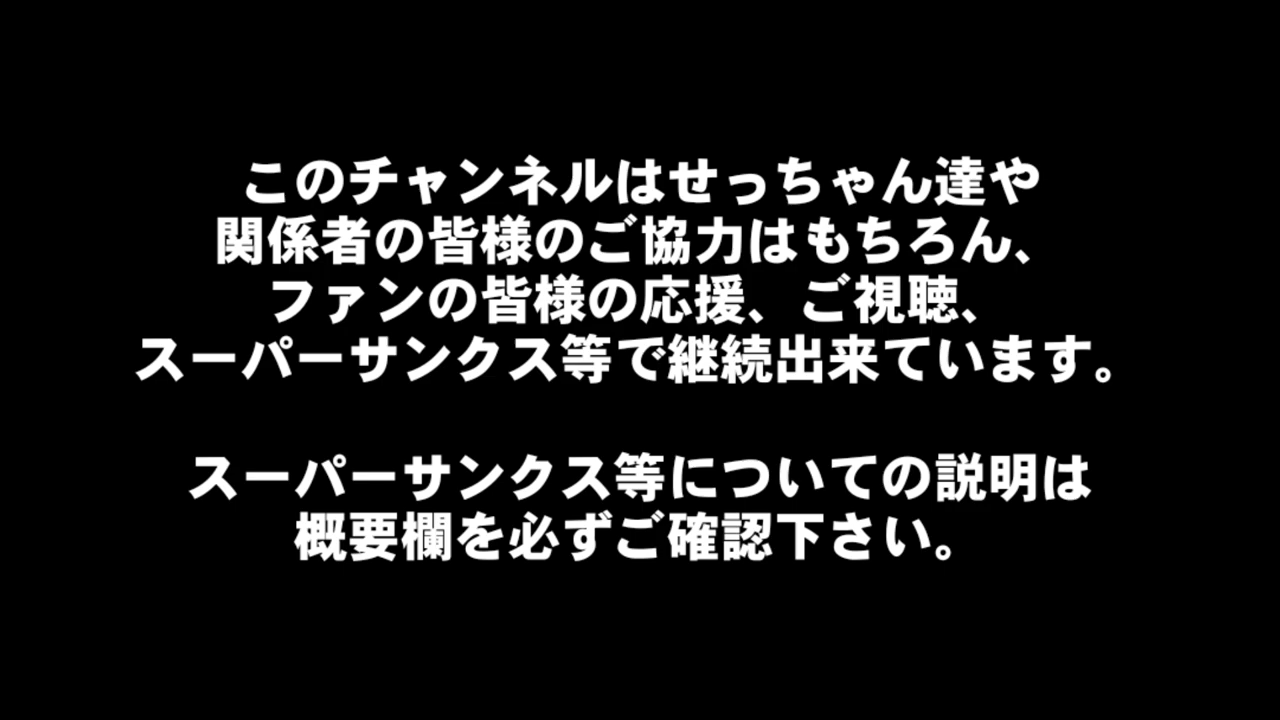 このチャンネルはせっちゃん達や
関係者の皆様のご協力はもちろん、
ファンの皆様の応援、ご視聴、
スーパーサンクス等で継続出来ています。
スーパーサンクス等についての説明は
概要欄を必ずご確認下さい。